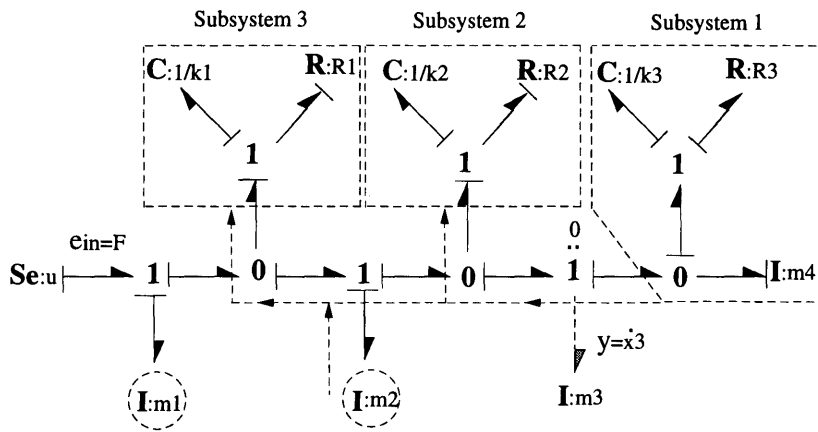 Subsystem 3 Subsystem 2 Subsystem 1
C:1/k1 R:R1 C:1/k2 R:R2 C:1/k3 R:R3
1 1 1
ein=F 0̈
Se:u 1 0 1 0 1 0 I:m4
y=ẋ3
I:m1 I:m2 I:m3